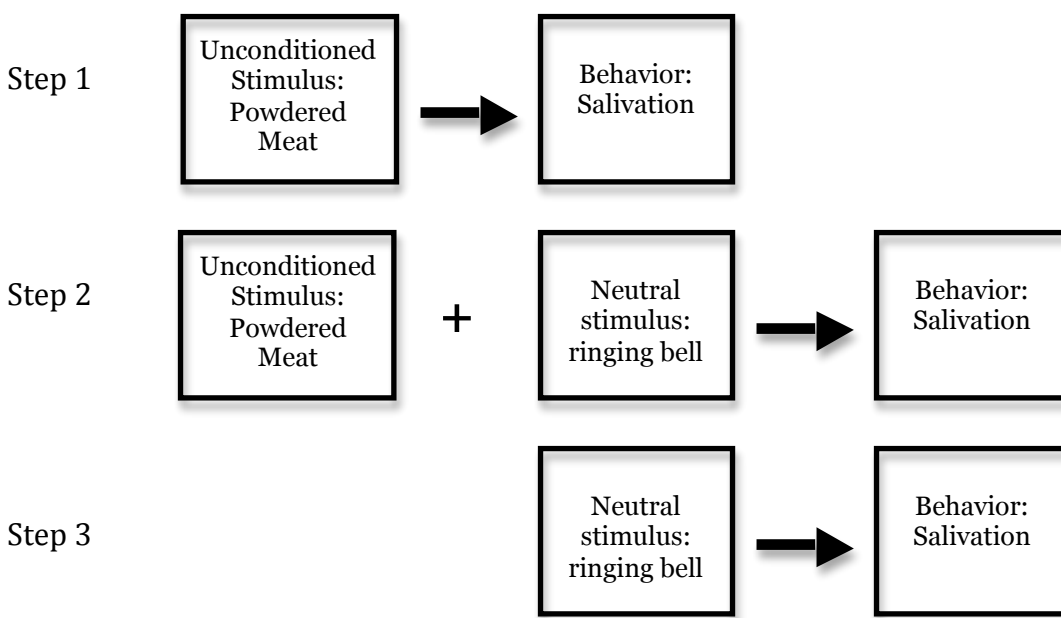 Step 1
Unconditioned
Stimulus:
Powdered
Meat
Behavior:
Salivation
Step 2
Unconditioned
Stimulus:
Powdered
Meat
+
Neutral
stimulus:
ringing bell
Behavior:
Salivation
Step 3
Neutral
stimulus:
ringing bell
Behavior:
Salivation